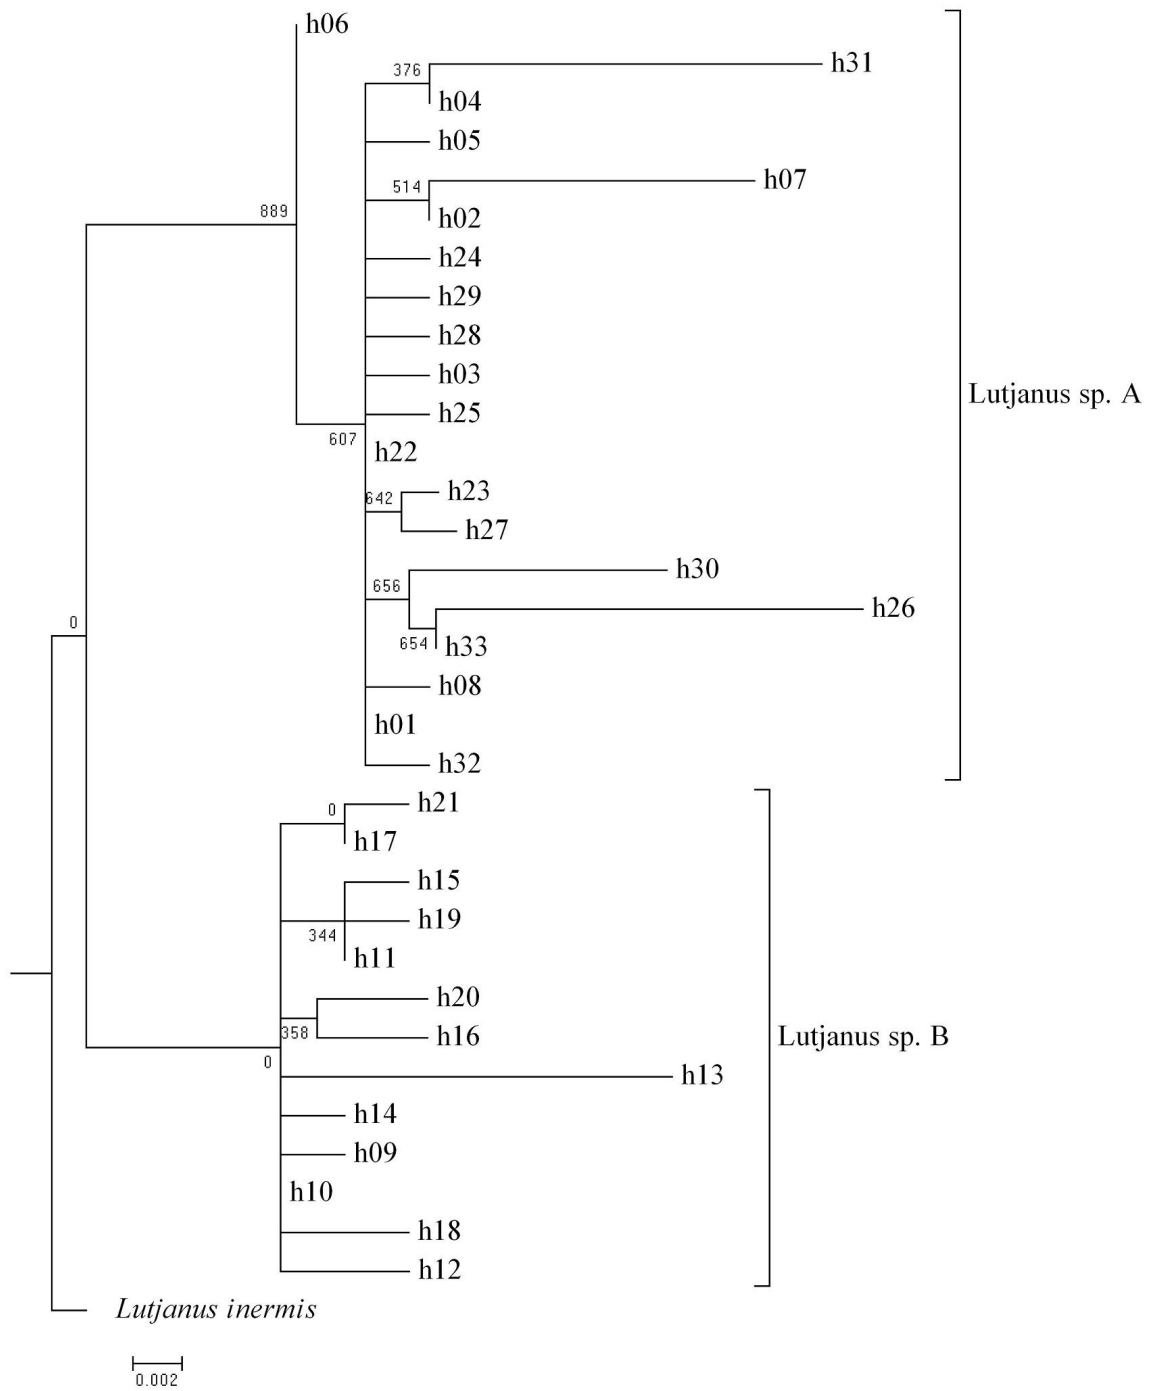 h06
h31
376
h04
h05
h07
514
h02
889
h24
h29
h28
h03
Lutjanus sp. A
h25
607
h22
h23
642
h27
h30
656
h26
654
h33
0
h08
h01
h32
h21
0
h17
h15
h19
344
h11
h20
358
h16
Lutjanus sp. B
0
h13
h14
h09
h10
h18
h12
Lutjanus inermis
0.002